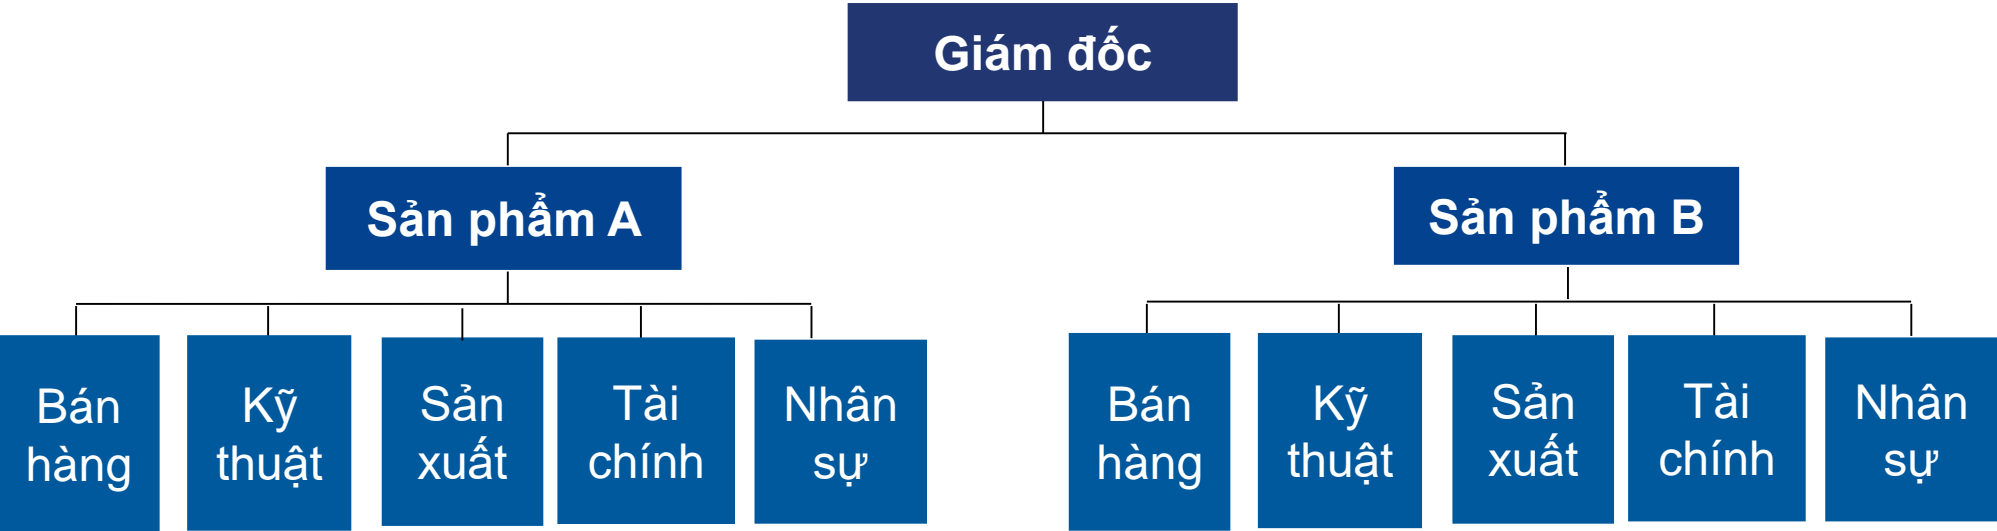 Giám đốc
Sản phẩm A
Sản phẩm B
Bán
hàng
Kỹ
thuật
Sản
xuất
Tài
chính
Nhân
sự
Bán
hàng
Kỹ
thuật
Sản
xuất
Tài
chính
Nhân
sự